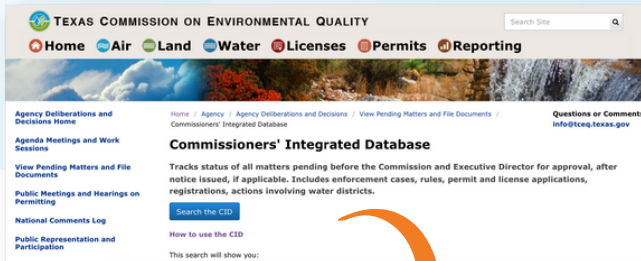 TEXAS COMMISSION ON ENVIRONMENTAL QUALITY
Search Site
Home Air Land Water Licenses Permits Reporting
Agency Deliberations and
Decisions Home
Agenda Meetings and Work
Sessions
View Pending Matters and File
Documents
Public Meetings and Hearings on
Permitting
National Comments Log
Public Representation and
Participation
Home / Agency / Agency Deliberations and Decisions / View Pending Matters and File Documents /
Commissioners' Integrated Database
Commissioners' Integrated Database
Tracks status of all matters pending before the Commission and Executive Director for approval, after
notice issued, if applicable. Includes enforcement cases, rules, permit and license applications,
registrations, actions involving water districts.
Search the CID
How to use the CID
This search will show you:
Questions or Comments
info@tceq.texas.gov